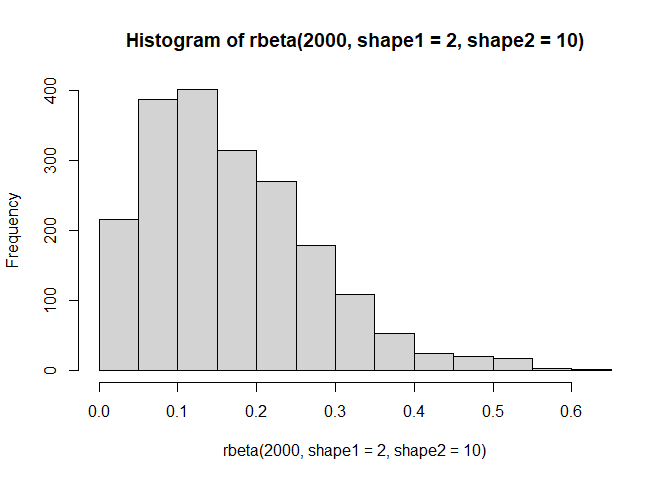 Histogram of rbeta(2000, shape1 = 2, shape2 = 10)
Frequency
400
300
200
100
0
0.0 0.1 0.2 0.3 0.4 0.5 0.6
rbeta(2000, shape1 = 2, shape2 = 10)